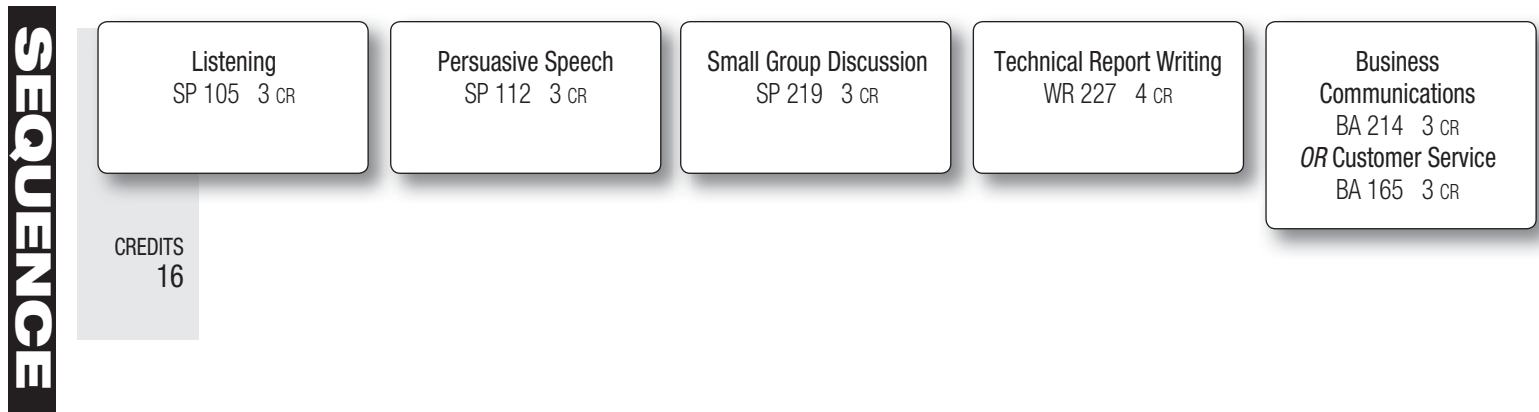 SEQUENCE
Listening
SP 105 3 CR
Persuasive Speech
SP 112 3 CR
Small Group Discussion
SP 219 3 CR
Technical Report Writing
WR 227 4 CR
Business
Communications
BA 214 3 CR
OR Customer Service
BA 165 3 CR
CREDITS
16